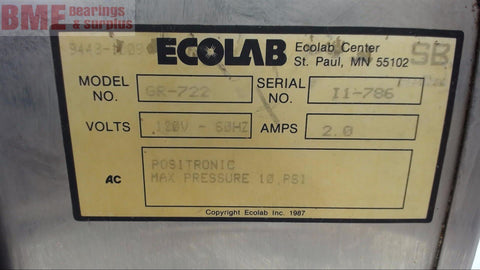 BME Bearings & surplus
ECOLAB Ecolab Center
St. Paul, MN 55102
SB
MODEL NO. GR-722 SERIAL NO. I1-786
VOLTS 120V - 60HZ AMPS 2.0
POSITRONIC
AC MAX PRESSURE 10 PSI
Copyright Ecolab Inc. 1987